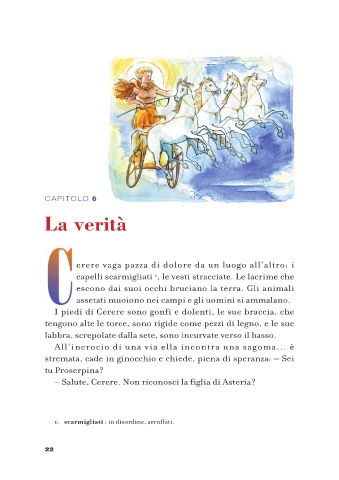 CAPITOLO 6
La verità
Cerere vaga pazza di dolore da un luogo all'altro: i
capelli scarmigliati ¹, le vesti stracciate. Le lacrime che
escono dai suoi occhi bruciano la terra. Gli animali
assetati muoiono nei campi e gli uomini si ammalano.
I piedi di Cerere sono gonfi e dolenti, le sue braccia, che
tengono alte le torce, sono rigide come pezzi di legno, e le sue
labbra, screpolate dalla sete, sono incurvate verso il basso.
All'incrocio di una via ella incontra una sagoma... è
stremata, cade in ginocchio e chiede, piena di speranza: – Sei
tu Proserpina?
– Salute, Cerere. Non riconosci la figlia di Asteria?
1. scarmigliati : in disordine, arruffati.
22